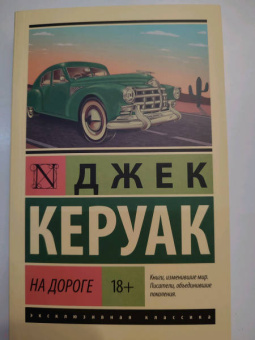 N ДЖЕК
КЕРУАК
НА ДОРОГЕ 18+
Книги, изменившие мир.
Писатели, объединившие
поколения.
ЭКСКЛЮЗИВНАЯ КЛАССИКА